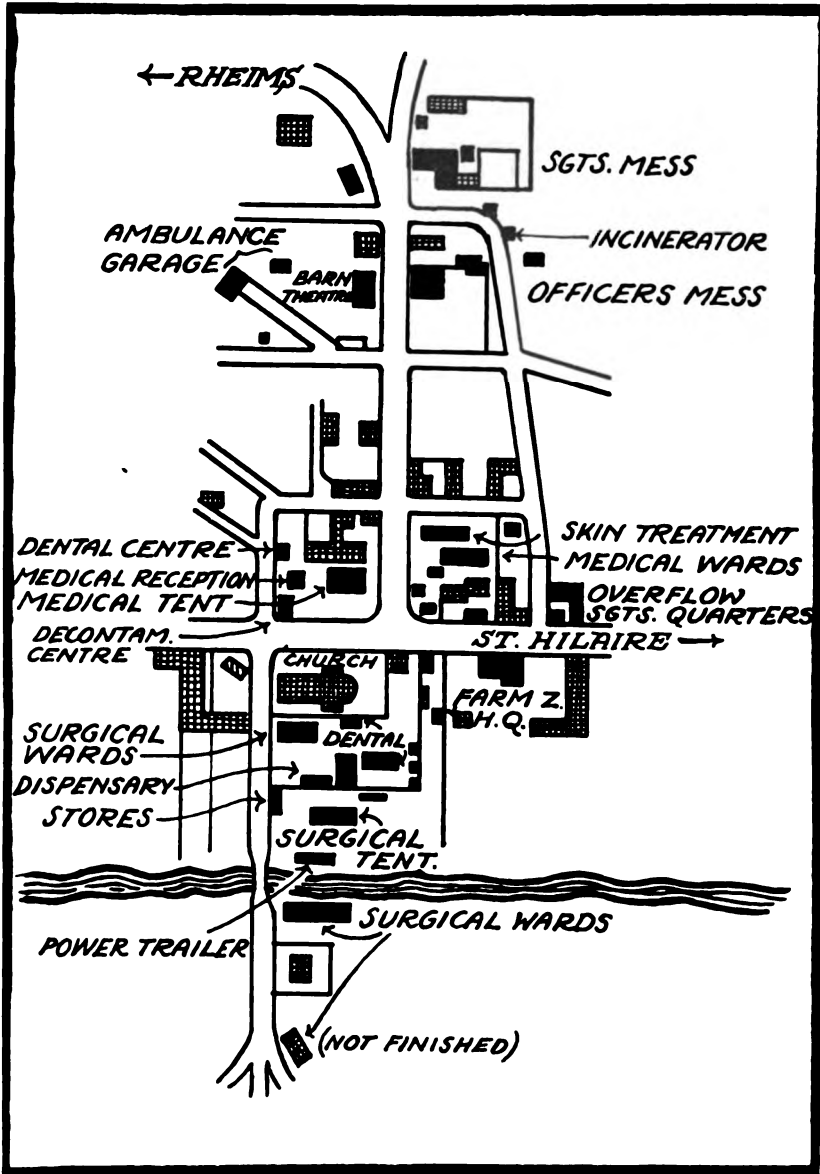 ← RHEIMS
SGTS. MESS
AMBULANCE
GARAGE
INCINERATOR
BARN
THEATRE
OFFICERS MESS
DENTAL CENTRE
MEDICAL RECEPTION
MEDICAL TENT
DECONTAM.
CENTRE
SKIN TREATMENT
MEDICAL WARDS
OVERFLOW
SGTS. QUARTERS
ST. HILAIRE →
CHURCH
FARM Z.
H.Q.
SURGICAL
WARDS
DENTAL
DISPENSARY
STORES
SURGICAL
TENT.
POWER TRAILER
SURGICAL WARDS
(NOT FINISHED)